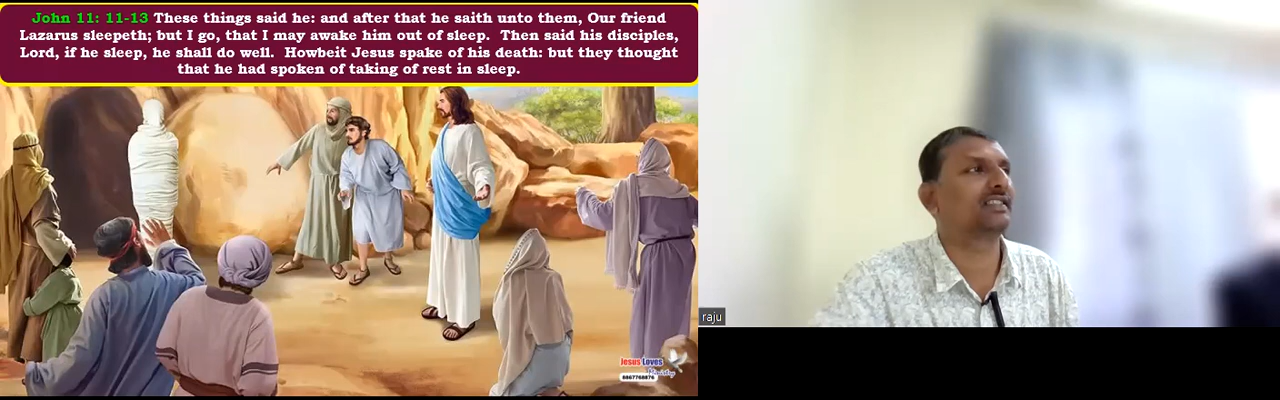 John 11: 11-13 These things said he: and after that he saith unto them, Our friend
Lazarus sleepeth; but I go, that I may awake him out of sleep. Then said his disciples,
Lord, if he sleep, he shall do well. Howbeit Jesus spake of his death: but they thought
that he had spoken of taking of rest in sleep.
raju
Jesus Loves
Ministry
8867768876